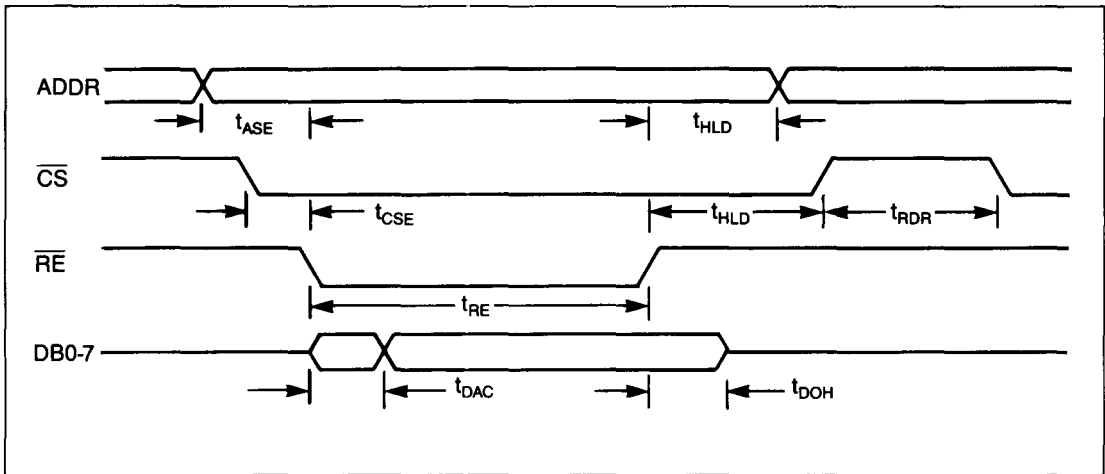 ADDR
tASE
tHLD
CS
tCSE
tHLD
tRDR
RE
tRE
DB0-7
tDAC
tDOH